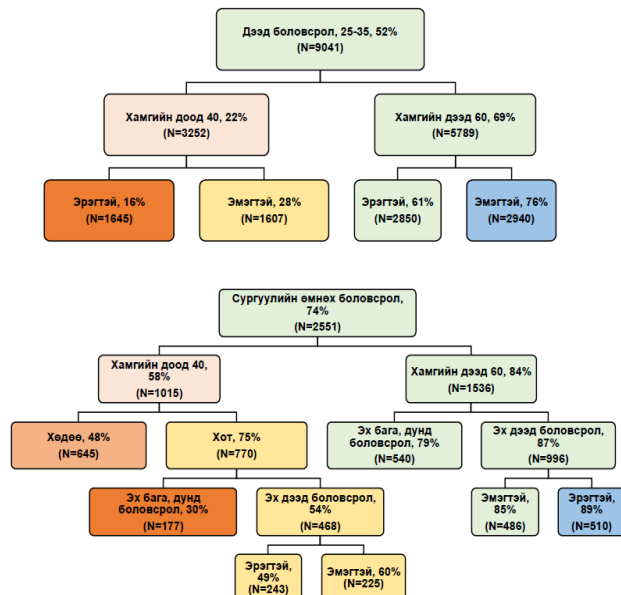 Дээд боловсрол, 25-35, 52%
(N=9041)
Хамгийн доод 40, 22%
(N=3252)
Хамгийн дээд 60, 69%
(N=5789)
Эрэгтэй, 16%
(N=1645)
Эмэгтэй, 28%
(N=1607)
Эрэгтэй, 61%
(N=2850)
Эмэгтэй, 76%
(N=2940)
Сургуулийн өмнөх боловсрол,
74%
(N=2551)
Хамгийн доод 40,
58%
(N=1015)
Хамгийн дээд 60, 84%
(N=1536)
Хөдөө, 48%
(N=645)
Хот, 75%
(N=770)
Эх бага, дунд
боловсрол, 79%
(N=540)
Эх дээд боловсрол,
87%
(N=996)
Эх бага, дунд
боловсрол, 30%
(N=177)
Эх дээд боловсрол,
54%
(N=468)
Эмэгтэй,
85%
(N=486)
Эрэгтэй,
89%
(N=510)
Эрэгтэй,
49%
(N=243)
Эмэгтэй, 60%
(N=225)